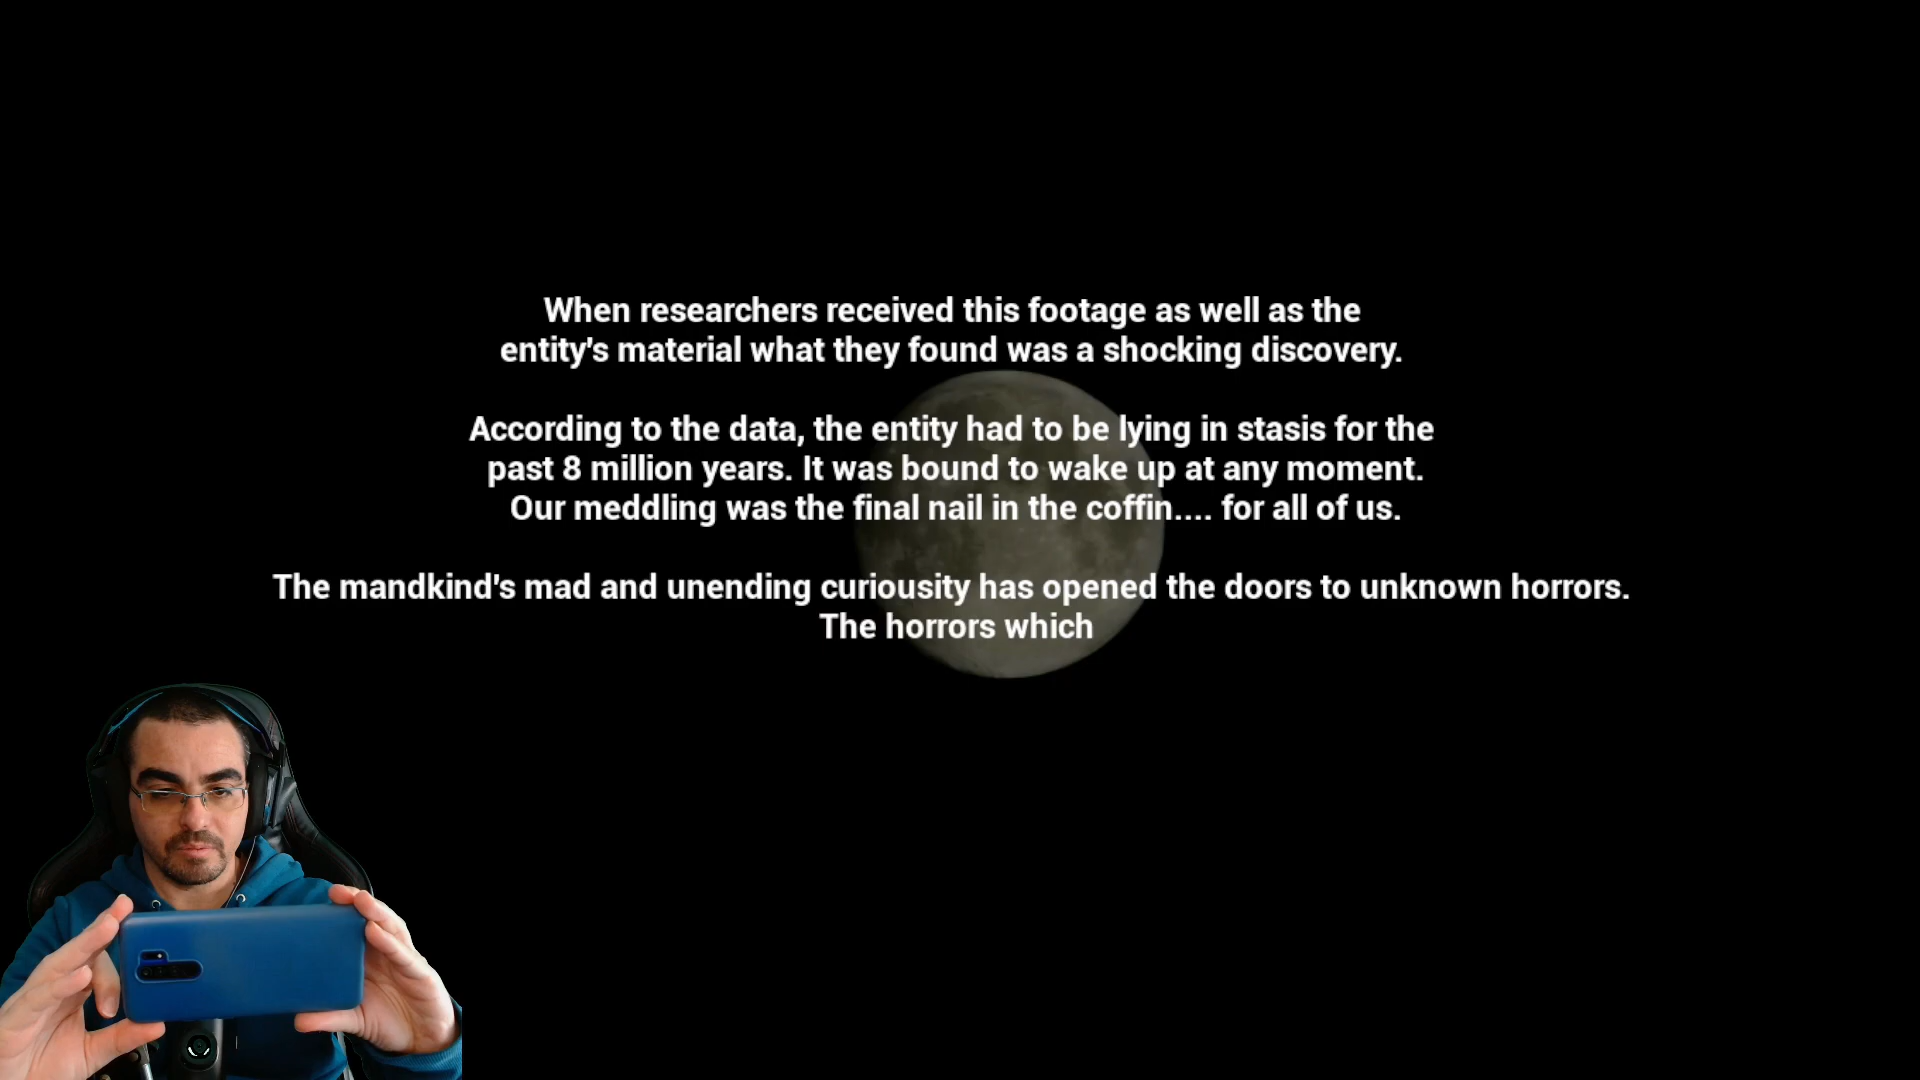 When researchers received this footage as well as the
entity's material what they found was a shocking discovery.
According to the data, the entity had to be lying in stasis for the
past 8 million years. It was bound to wake up at any moment.
Our meddling was the final nail in the coffin.... for all of us.
The mandkind's mad and unending curiousity has opened the doors to unknown horrors.
The horrors which